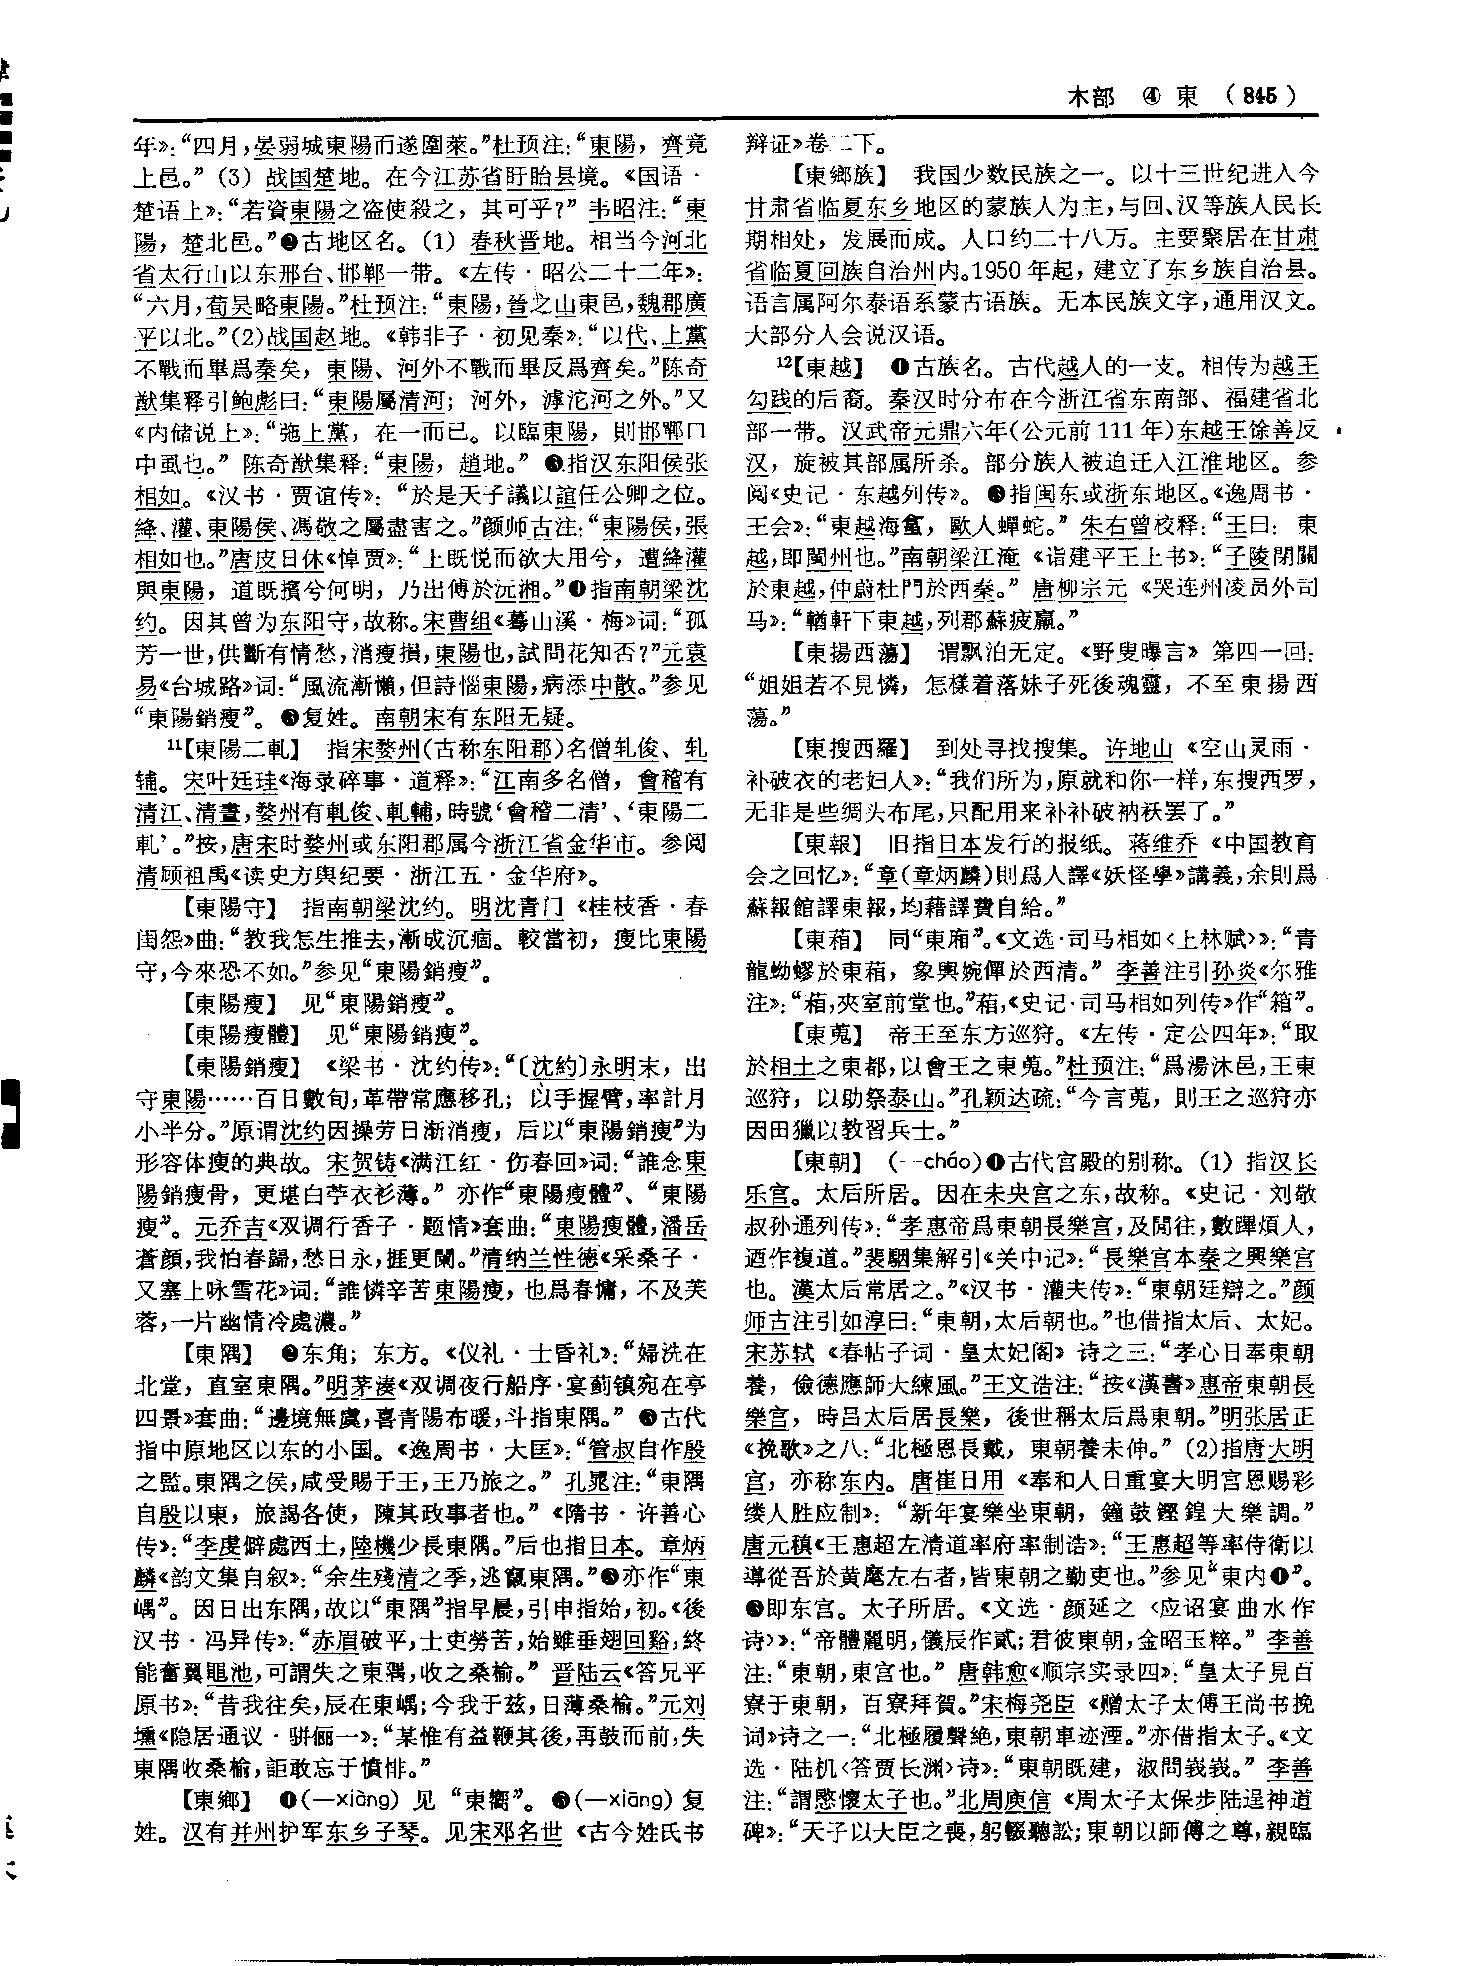 木部 ④ 東 （845）
年》：“四月，晏弱城東陽而遂圍萊。”杜预注：“東陽，齊竟
上邑。”（3）战国楚地。在今江苏省盱眙县境。《国语·
楚语上》：“若資東陽之盗使殺之，其可乎？”韦昭注：“東
陽，楚北邑。”❷古地区名。（1）春秋晋地。相当今河北
省太行山以东邢台、邯郸一带。《左传·昭公二十二年》：
“六月，荀吴略東陽。”杜预注：“東陽，晉之山東邑，魏郡廣
平以北。”（2）战国赵地。《韩非子·初见秦》：“以代、上黨
不戰而畢爲秦矣，東陽、河外不戰而畢反爲齊矣。”陈奇
猷集释引鲍彪曰：“東陽屬清河；河外，滹沱河之外。”又
《内储说上》：“弛上黨，在一而已。以臨東陽，則邯鄲口
中虱也。”陈奇猷集释：“東陽，趙地。”❸指汉东阳侯张
相如。《汉书·贾谊传》：“於是天子議以誼任公卿之位。
絳、灌、東陽侯、馮敬之屬盡害之。”颜师古注：“東陽侯，張
相如也。”唐皮日休《悼贾》：“上既悦而欲大用兮，遭絳灌
與東陽，道既擯兮何明，乃出傅於沅湘。”❹指南朝梁沈
约。因其曾为东阳守，故称。宋曹组《蓦山溪·梅》词：“孤
芳一世，供斷有情愁，消瘦損，東陽也，試問花知否？”元袁
易《台城路》词：“風流漸懶，但詩惱東陽，病添中散。”参见
“東陽銷瘦”。❺复姓。南朝宋有东阳无疑。
11【東陽二軋】 指宋婺州（古称东阳郡）名僧轧俊、轧
辅。宋叶廷珪《海录碎事·道释》：“江南多名僧，會稽有
清江、清晝，婺州有軋俊、軋輔，時號‘會稽二清’、‘東陽二
軋’。”按，唐宋时婺州或东阳郡属今浙江省金华市。参阅
清顾祖禹《读史方舆纪要·浙江五·金华府》。
【東陽守】 指南朝梁沈约。明沈青门《桂枝香·春
闺怨》曲：“教我怎生推去，漸成沉痼。較當初，瘦比東陽
守，今來恐不如。”参见“東陽銷瘦”。
【東陽瘦】 见“東陽銷瘦”。
【東陽瘦體】 见“東陽銷瘦”。
【東陽銷瘦】 《梁书·沈约传》：“〔沈約〕永明末，出
守東陽……百日數旬，革帶常應移孔；以手握臂，率計月
小半分。”原谓沈约因操劳日渐消瘦，后以“東陽銷瘦”为
形容体瘦的典故。宋贺铸《满江红·伤春回》词：“誰念東
陽銷瘦骨，更堪白苧衣衫薄。”亦作“東陽瘦體”、“東陽
瘦”。元乔吉《双调行香子·题情》套曲：“東陽瘦體，潘岳
蒼顔，我怕春歸，愁日永，捱更闌。”清纳兰性德《采桑子·
又塞上咏雪花》词：“誰憐辛苦東陽瘦，也爲春慵，不及芙
蓉，一片幽情冷處濃。”
【東隅】 ❶东角；东方。《仪礼·士昏礼》：“婦洗在
北堂，直室東隅。”明茅溱《双调夜行船序·宴蓟镇宛在亭
四景》套曲：“邊境無虞，喜青陽布暖，斗指東隅。”❷古代
指中原地区以东的小国。《逸周书·大匡》：“管叔自作殷
之監。東隅之侯，咸受賜于王，王乃旅之。”孔晁注：“東隅
自殷以東，旅謁各使，陳其政事者也。”《隋书·许善心
传》：“李虔僻處西土，陸機少長東隅。”后也指日本。章炳
麟《韵文集自叙》：“余生殘清之季，逃竄東隅。”❸亦作“東
嵎”。因日出东隅，故以“東隅”指早晨，引申指始，初。《後
汉书·冯异传》：“赤眉破平，士吏勞苦，始雖垂翅回谿，終
能奮翼黽池，可謂失之東隅，收之桑榆。”晋陆云《答兄平
原书》：“昔我往矣，辰在東嵎；今我于兹，日薄桑榆。”元刘
壎《隐居通议·骈俪一》：“某惟有益鞭其後，再鼓而前，失
東隅收桑榆，詎敢忘于憤悱。”
【東鄉】 ❶（—xiàng）见“東嚮”。❷（—xiāng）复
姓。汉有并州护军东乡子琴。见宋邓名世《古今姓氏书
辩证》卷一下。
【東鄉族】 我国少数民族之一。以十三世纪进入今
甘肃省临夏东乡地区的蒙族人为主，与回、汉等族人民长
期相处，发展而成。人口约二十八万。主要聚居在甘肃
省临夏回族自治州内。1950年起，建立了东乡族自治县。
语言属阿尔泰语系蒙古语族。无本民族文字，通用汉文。
大部分人会说汉语。
12【東越】 ❶古族名。古代越人的一支。相传为越王
勾践的后裔。秦汉时分布在今浙江省东南部、福建省北
部一带。汉武帝元鼎六年（公元前111年）东越王馀善反
汉，旋被其部属所杀。部分族人被迫迁入江淮地区。参
阅《史记·东越列传》。❷指闽东或浙东地区。《逸周书·
王会》：“東越海蛤，歐人蟬蛇。”朱右曾校释：“王曰：東
越，即閩州也。”南朝梁江淹《诣建平王上书》：“子陵閉關
於東越，仲蔚杜門於西秦。”唐柳宗元《哭连州凌员外司
马》：“輶軒下東越，列郡蘇疲羸。”
【東揚西蕩】 谓飘泊无定。《野叟曝言》第四一回：
“姐姐若不見憐，怎樣着落妹子死後魂靈，不至東揚西
蕩。”
【東搜西羅】 到处寻找搜集。许地山《空山灵雨·
补破衣的老妇人》：“我们所为，原就和你一样，东搜西罗，
无非是些绸头布尾，只配用来补补破衲袄罢了。”
【東報】 旧指日本发行的报纸。蒋维乔《中国教育
会之回忆》：“章（章炳麟）則爲人譯《妖怪學》講義，余則爲
蘇報館譯東報，均藉譯費自給。”
【東葙】 同“東廂”。《文选·司马相如〈上林赋〉》：“青
龍蚴蟉於東葙，象輿婉僤於西清。”李善注引孙炎《尔雅
注》：“葙，夾室前堂也。”葙，《史记·司马相如列传》作“箱”。
【東蒐】 帝王至东方巡狩。《左传·定公四年》：“取
於相土之東都，以會王之東蒐。”杜预注：“爲湯沐邑，王東
巡狩，以助祭泰山。”孔颖达疏：“今言蒐，則王之巡狩亦
因田獵以教習兵士。”
【東朝】 （--cháo）❶古代宫殿的别称。（1）指汉长
乐宫。太后所居。因在未央宫之东，故称。《史记·刘敬
叔孙通列传》：“孝惠帝爲東朝長樂宫，及閒往，數蹕煩人，
迺作複道。”裴駰集解引《关中记》：“長樂宫本秦之興樂宫
也。漢太后常居之。”《汉书·灌夫传》：“東朝廷辯之。”颜
师古注引如淳曰：“東朝，太后朝也。”也借指太后、太妃。
宋苏轼《春帖子词·皇太妃阁》诗之三：“孝心日奉東朝
養，儉德應師大練風。”王文诰注：“按《漢書》惠帝東朝長
樂宫，時吕太后居長樂，後世稱太后爲東朝。”明张居正
《挽歌》之八：“北極恩長戴，東朝養未伸。”（2）指唐大明
宫，亦称东内。唐崔日用《奉和人日重宴大明宫恩赐彩
缕人胜应制》：“新年宴樂坐東朝，鐘鼓鏗鍠大樂調。”
唐元稹《王惠超左清道率府率制诰》：“王惠超等率侍衛以
導從吾於黄麾左右者，皆東朝之勤吏也。”参见“東内❶”。
❷即东宫。太子所居。《文选·颜延之〈应诏宴曲水作
诗〉》：“帝體麗明，儀辰作貳；君彼東朝，金昭玉粹。”李善
注：“東朝，東宫也。”唐韩愈《顺宗实录四》：“皇太子見百
寮于東朝，百寮拜賀。”宋梅尧臣《赠太子太傅王尚书挽
词》诗之一：“北極履聲絶，東朝車迹湮。”亦借指太子。《文
选·陆机〈答贾长渊〉诗》：“東朝既建，淑問峩峩。”李善
注：“謂愍懷太子也。”北周庾信《周太子太保步陆逞神道
碑》：“天子以大臣之喪，躬輟聽訟；東朝以師傅之尊，親臨